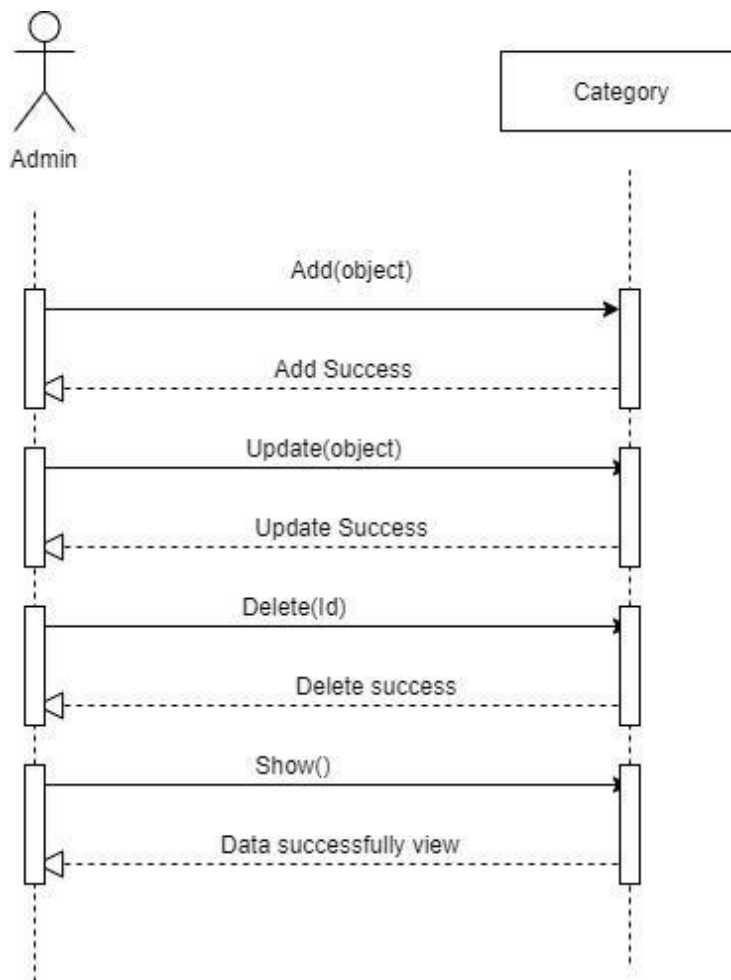 Category
Admin
Add(object)
Add Success
Update(object)
Update Success
Delete(Id)
Delete success
Show()
Data successfully view